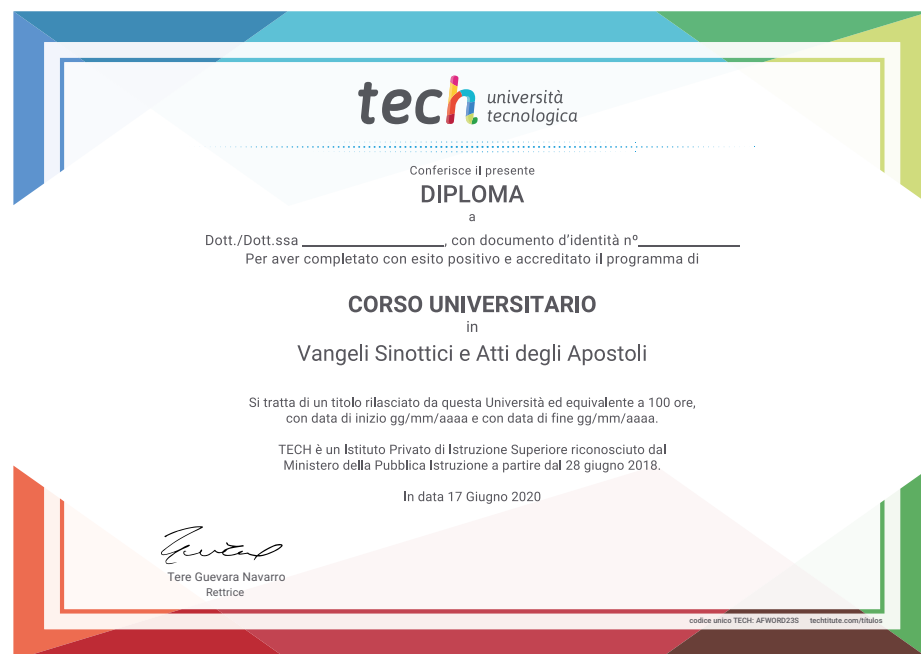 tech università
tecnologica
Conferisce il presente
DIPLOMA
a
Dott./Dott.ssa ____________________, con documento d'identità nº______________
Per aver completato con esito positivo e accreditato il programma di
CORSO UNIVERSITARIO
in
Vangeli Sinottici e Atti degli Apostoli
Si tratta di un titolo rilasciato da questa Università ed equivalente a 100 ore,
con data di inizio gg/mm/aaaa e con data di fine gg/mm/aaaa.
TECH è un Istituto Privato di Istruzione Superiore riconosciuto dal
Ministero della Pubblica Istruzione a partire dal 28 giugno 2018.
In data 17 Giugno 2020
Tere Guevara Navarro
Rettrice
codice unico TECH: AFWORD23S techtitute.com/titulos